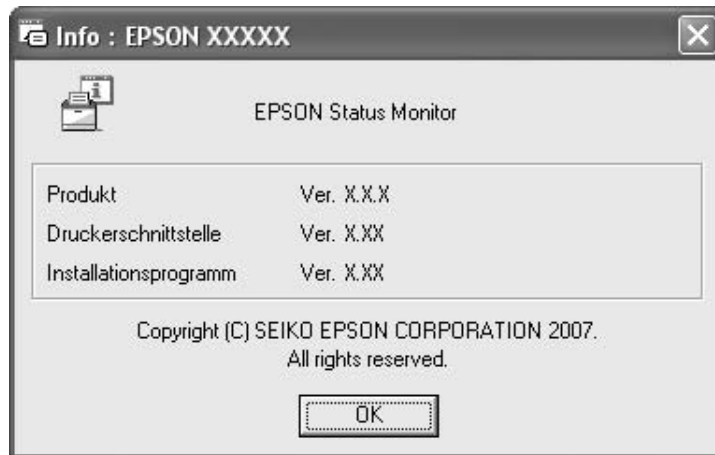 Info : EPSON XXXXX
EPSON Status Monitor
Produkt Ver. X.X.X
Druckerschnittstelle Ver. X.XX
Installationsprogramm Ver. X.XX
Copyright (C) SEIKO EPSON CORPORATION 2007.
All rights reserved.
OK